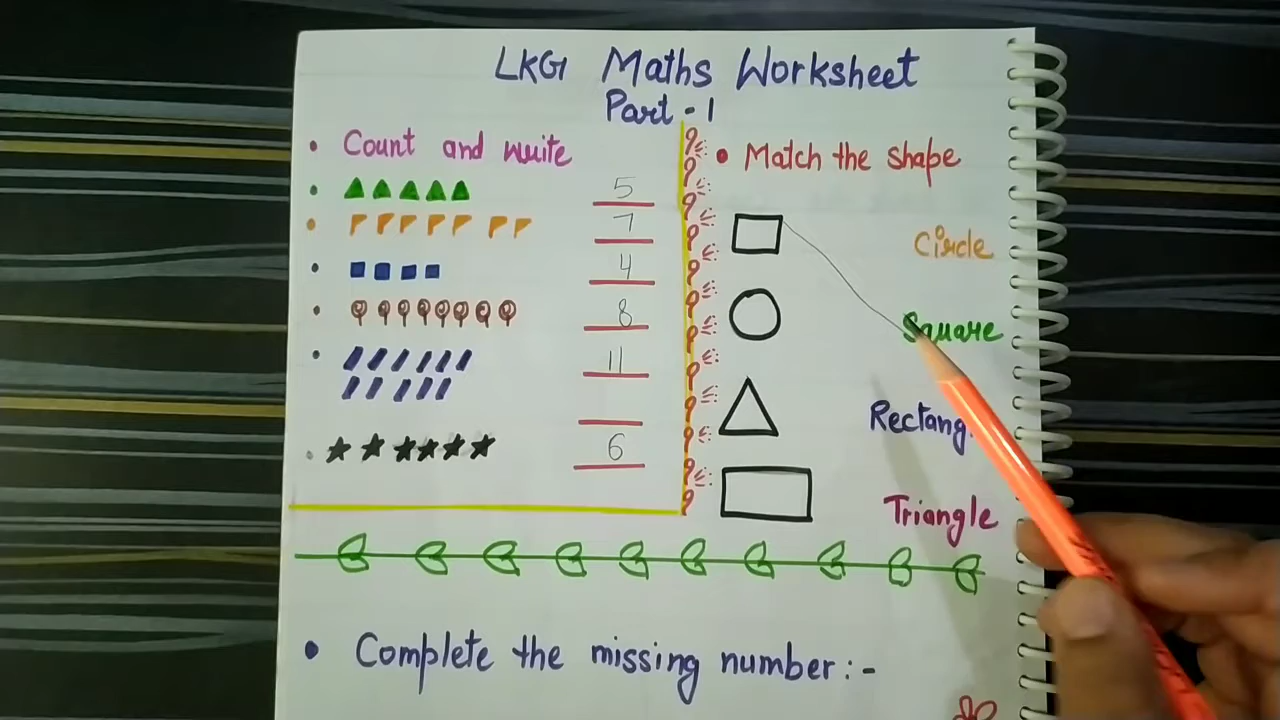 LKG Maths Worksheet
Part - 1
• Count and write
5
7
4
8
11
6
• Match the shape
Circle
Square
Rectang
Triangle
• Complete the missing number:-